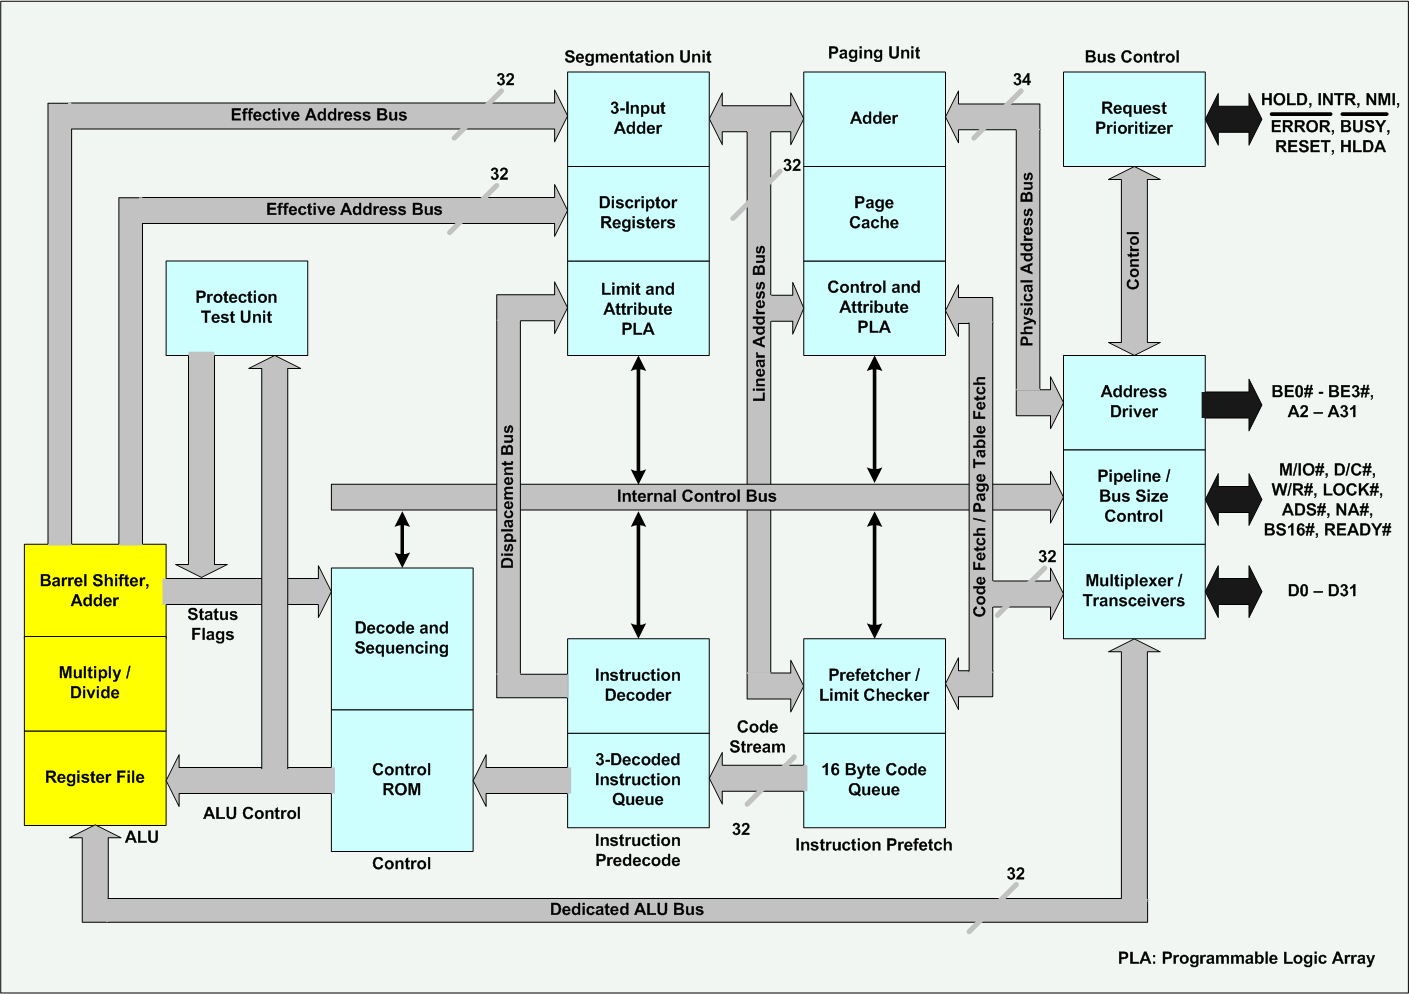 Segmentation Unit
Paging Unit
Bus Control
32
Effective Address Bus
3-Input
Adder
Adder
34
Request
Prioritizer
HOLD, INTR, NMI,
ERROR, BUSY,
RESET, HLDA
32
Effective Address Bus
Discriptor
Registers
32
Page
Cache
Physical Address Bus
Control
Protection
Test Unit
Limit and
Attribute
PLA
Linear Address Bus
Control and
Attribute
PLA
Address
Driver
BE0# - BE3#,
A2 – A31
Displacement Bus
Internal Control Bus
Code Fetch / Page Table Fetch
Pipeline /
Bus Size
Control
M/IO#, D/C#,
W/R#, LOCK#,
ADS#, NA#,
BS16#, READY#
32
Barrel Shifter,
Adder
Status
Flags
Multiplexer /
Transceivers
D0 – D31
Decode and
Sequencing
Multiply /
Divide
Instruction
Decoder
Prefetcher /
Limit Checker
Code
Stream
Register File
Control
ROM
3-Decoded
Instruction
Queue
16 Byte Code
Queue
32
ALU Control
ALU
Control
Instruction
Predecode
Instruction Prefetch
32
Dedicated ALU Bus
PLA: Programmable Logic Array